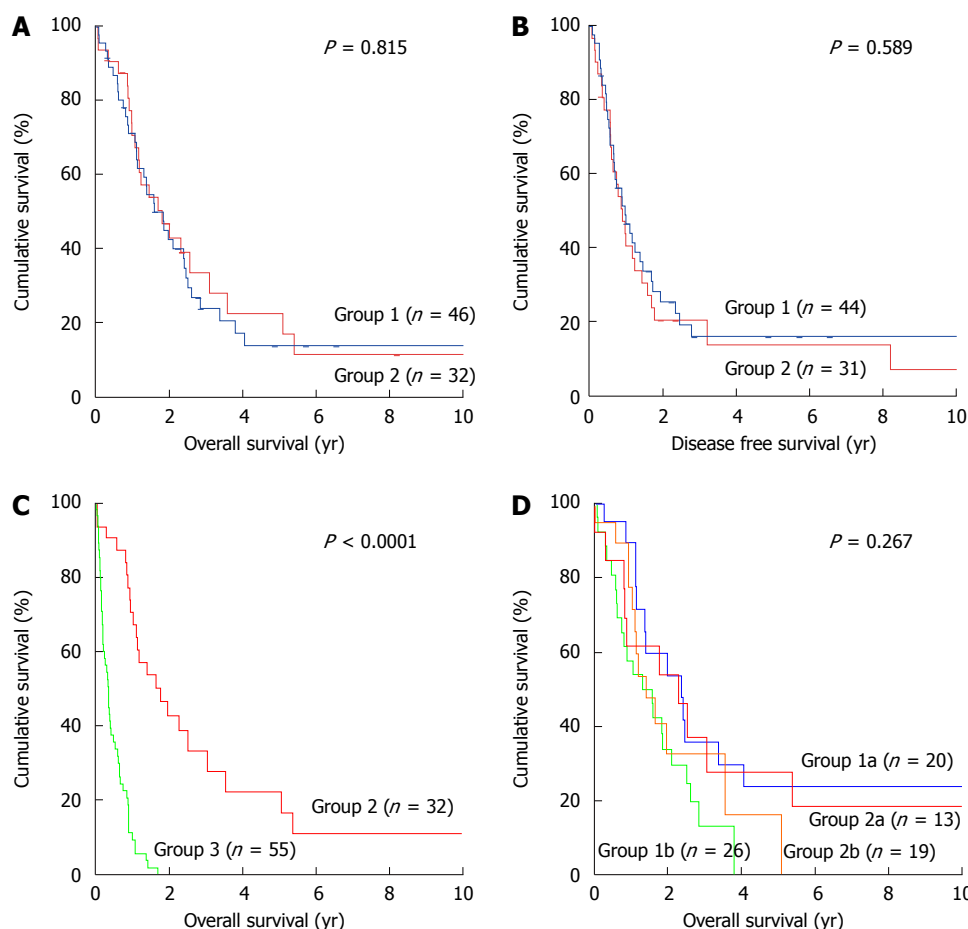 A
P = 0.815
Cumulative survival (%)
100
80
60
40
20
0
Group 1 (n = 46)
Group 2 (n = 32)
0 2 4 6 8 10
Overall survival (yr)
B
P = 0.589
Cumulative survival (%)
100
80
60
40
20
0
Group 1 (n = 44)
Group 2 (n = 31)
0 2 4 6 8 10
Disease free survival (yr)
C
P < 0.0001
Cumulative survival (%)
100
80
60
40
20
0
Group 2 (n = 32)
Group 3 (n = 55)
0 2 4 6 8 10
Overall survival (yr)
D
P = 0.267
Cumulative survival (%)
100
80
60
40
20
0
Group 1a (n = 20)
Group 2a (n = 13)
Group 1b (n = 26)
Group 2b (n = 19)
0 2 4 6 8 10
Overall survival (yr)